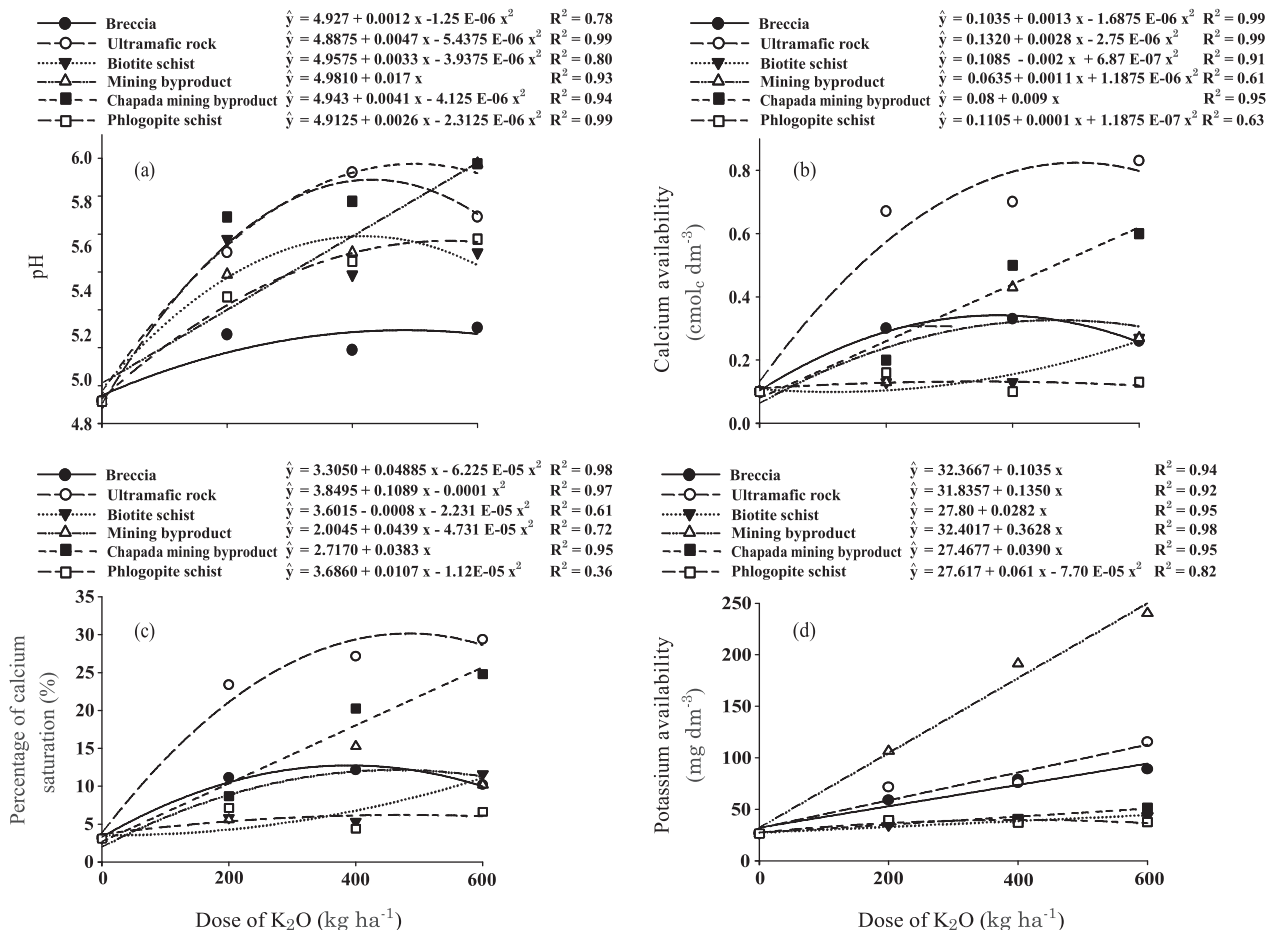 Breccia ŷ = 4.927 + 0.0012 x -1.25 E-06 x² R² = 0.78
Ultramafic rock ŷ = 4.8875 + 0.0047 x - 5.4375 E-06 x² R² = 0.99
Biotite schist ŷ = 4.9575 + 0.0033 x - 3.9375 E-06 x² R² = 0.80
Mining byproduct ŷ = 4.9810 + 0.017 x R² = 0.93
Chapada mining byproduct ŷ = 4.943 + 0.0041 x - 4.125 E-06 x² R² = 0.94
Phlogopite schist ŷ = 4.9125 + 0.0026 x - 2.3125 E-06 x² R² = 0.99
6.0
5.8
5.6
5.4
5.2
5.0
4.8
pH
(a)
Breccia ŷ = 0.1035 + 0.0013 x - 1.6875 E-06 x² R² = 0.99
Ultramafic rock ŷ = 0.1320 + 0.0028 x - 2.75 E-06 x² R² = 0.99
Biotite schist ŷ = 0.1085 -0.002 x + 6.87 E-07 x² R² = 0.91
Mining byproduct ŷ = 0.0635 + 0.0011 x + 1.1875 E-06 x² R² = 0.61
Chapada mining byproduct ŷ = 0.08 + 0.009 x R² = 0.95
Phlogopite schist ŷ = 0.1105 + 0.0001 x + 1.1875 E-07 x² R² = 0.63
0.8
0.6
0.4
0.2
0.0
Calcium availability
(cmolc dm⁻³)
(b)
Breccia ŷ = 3.3050 + 0.04885 x - 6.225 E-05 x² R² = 0.98
Ultramafic rock ŷ = 3.8495 + 0.1089 x - 0.0001 x² R² = 0.97
Biotite schist ŷ = 3.6015 -0.0008 x - 2.231 E-05 x² R² = 0.61
Mining byproduct ŷ = 2.0045 + 0.0439 x - 4.731 E-05 x² R² = 0.72
Chapada mining byproduct ŷ = 2.7170 + 0.0383 x R² = 0.95
Phlogopite schist ŷ = 3.6860 + 0.0107 x - 1.12E-05 x² R² = 0.36
35
30
25
20
15
10
5
0
Percentage of calcium
saturation (%)
(c)
0 200 400 600
Dose of K₂O (kg ha⁻¹)
Breccia ŷ = 32.3667 + 0.1035 x R² = 0.94
Ultramafic rock ŷ = 31.8357 + 0.1350 x R² = 0.92
Biotite schist ŷ = 27.80 + 0.0282 x R² = 0.95
Mining byproduct ŷ = 32.4017 + 0.3628 x R² = 0.98
Chapada mining byproduct ŷ = 27.4677 + 0.0390 x R² = 0.95
Phlogopite schist ŷ = 27.617 + 0.061 x - 7.70 E-05 x² R² = 0.82
250
200
150
100
50
0
Potassium availability
(mg dm⁻³)
(d)
0 200 400 600
Dose of K₂O (kg ha⁻¹)